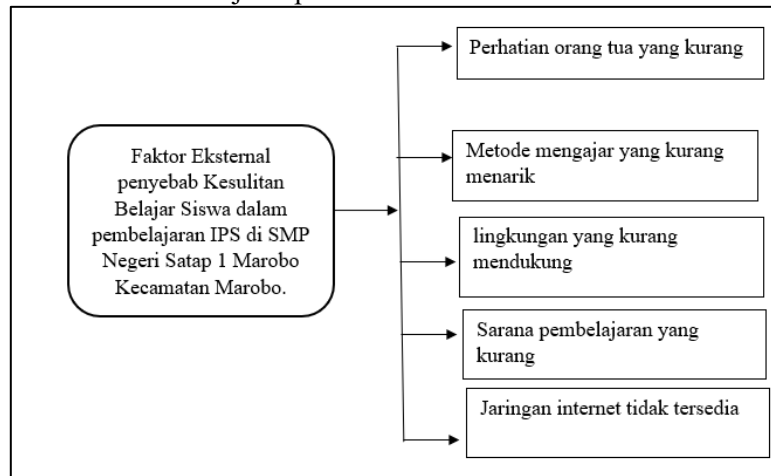 Faktor Eksternal
penyebab Kesulitan
Belajar Siswa dalam
pembelajaran IPS di SMP
Negeri Satap 1 Marobo
Kecamatan Marobo.
Perhatian orang tua yang kurang
Metode mengajar yang kurang
menarik
lingkungan yang kurang
mendukung
Sarana pembelajaran yang
kurang
Jaringan internet tidak tersedia